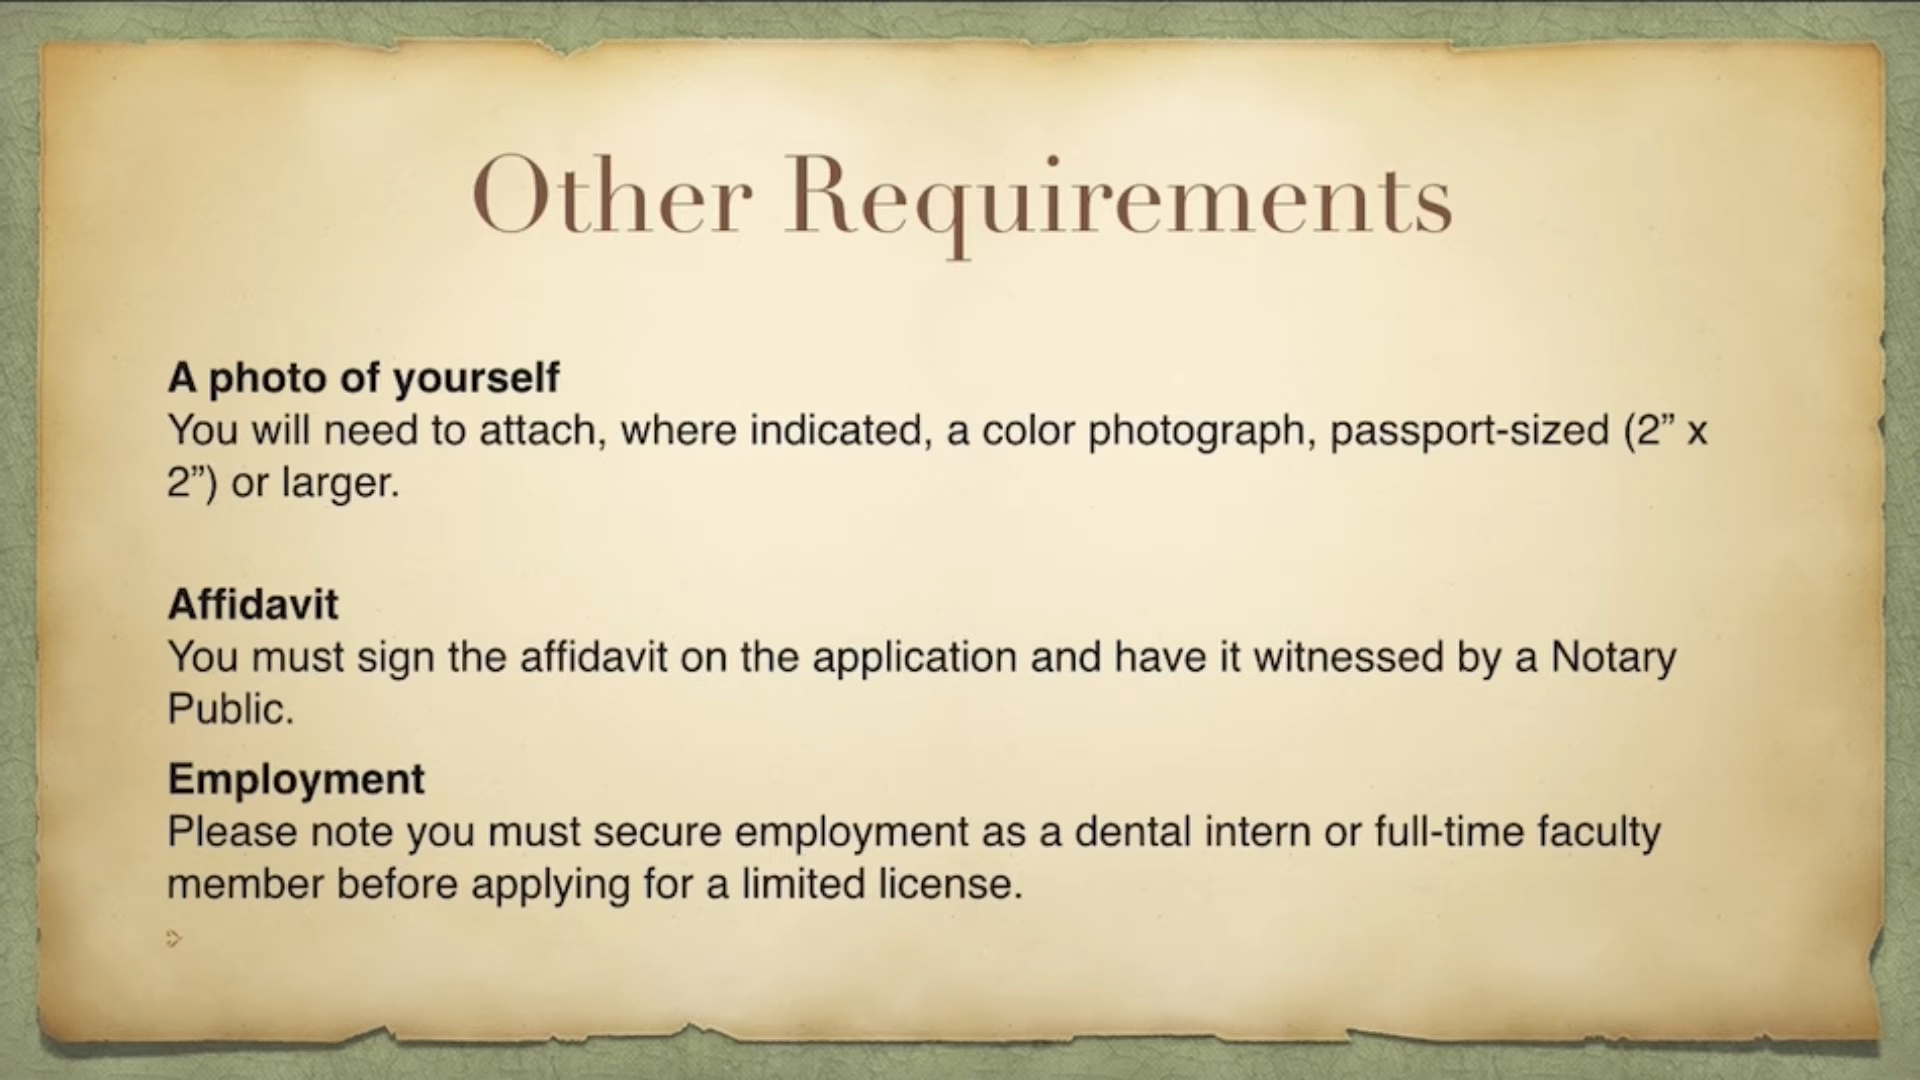 Other Requirements
A photo of yourself
You will need to attach, where indicated, a color photograph, passport-sized (2” x
2”) or larger.
Affidavit
You must sign the affidavit on the application and have it witnessed by a Notary
Public.
Employment
Please note you must secure employment as a dental intern or full-time faculty
member before applying for a limited license.